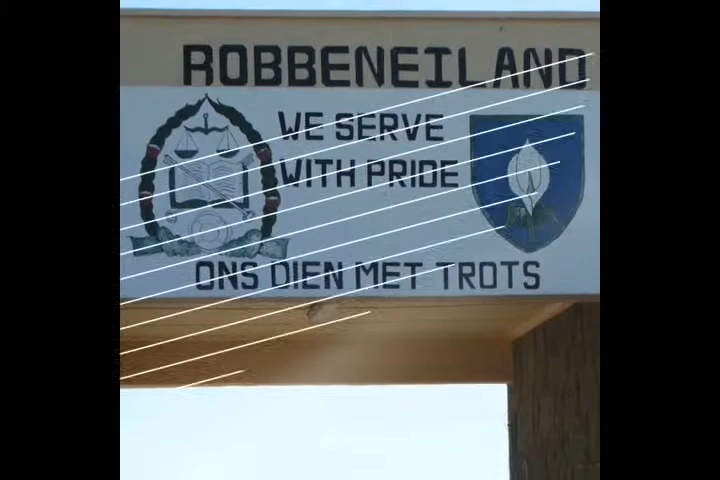 ROBBENEILAND
WE SERVE
WITH PRIDE
ONS DIEN MET TROTS